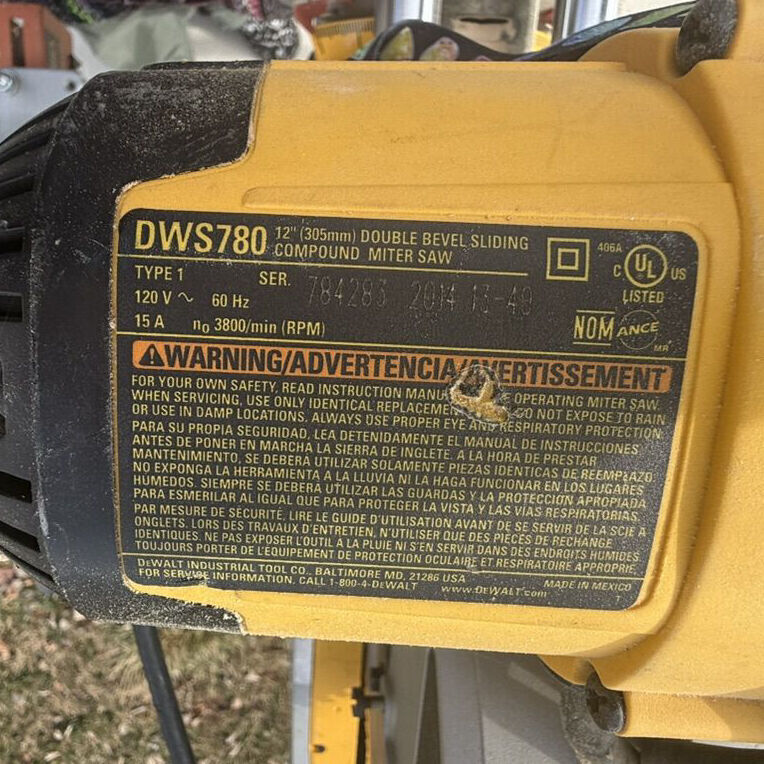 DWS780 12" (305mm) DOUBLE BEVEL SLIDING
COMPOUND MITER SAW
406A
C UL US
LISTED
TYPE 1 SER. 784283 2014 13-49
120 V ~ 60 Hz
15 A n₀ 3800/min (RPM)
NOM ANCE
MR
WARNING/ADVERTENCIA/AVERTISSEMENT
FOR YOUR OWN SAFETY, READ INSTRUCTION OPERATING MITER SAW.
WHEN SERVICING, USE ONLY IDENTICAL DO NOT EXPOSE TO RAIN
OR USE IN DAMP LOCATIONS. ALWAYS USE PROPER EYE AND RESPIRATORY PROTECTION.
PARA SU PROPIA SEGURIDAD, LEA DETENIDAMENTE EL MANUAL DE INSTRUCCIONES
ANTES DE PONER EN MARCHA LA SIERRA DE INGLETE. A LA HORA DE PRESTAR
MANTENIMIENTO, SE DEBERA UTILIZAR SOLAMENTE PIEZAS IDENTICAS DE REEMPLAZO
NO EXPONGA LA HERRAMIENTA A LA LLUVIA NI LA HAGA FUNCIONAR EN LOS LUGARES
HUMEDOS. SIEMPRE SE DEBERA UTILIZAR LAS GUARDAS Y LA PROTECCION APROPIADA
PARA ESMERILAR AL IGUAL QUE PARA PROTEGER LA VISTA Y LAS VIAS RESPIRATORIAS.
PAR MESURE DE SÉCURITÉ, LIRE LE GUIDE D'UTILISATION AVANT DE SE SERVIR DE LA SCIE À
ONGLETS. LORS DES TRAVAUX D'ENTRETIEN, N'UTILISER QUE DES PIÈCES DE RECHANGE
IDENTIQUES. NE PAS EXPOSER L'OUTIL A LA PLUIE NI S'EN SERVIR DANS DES ENDROITS HUMIDES.
TOUJOURS PORTER DE L'EQUIPEMENT DE PROTECTION OCULAIRE ET RESPIRATOIRE APPROPRIE.
DEWALT INDUSTRIAL TOOL CO., BALTIMORE MD, 21286 USA
FOR SERVICE INFORMATION, CALL 1-800-4-DEWALT www.DEWALT.com
MADE IN MEXICO